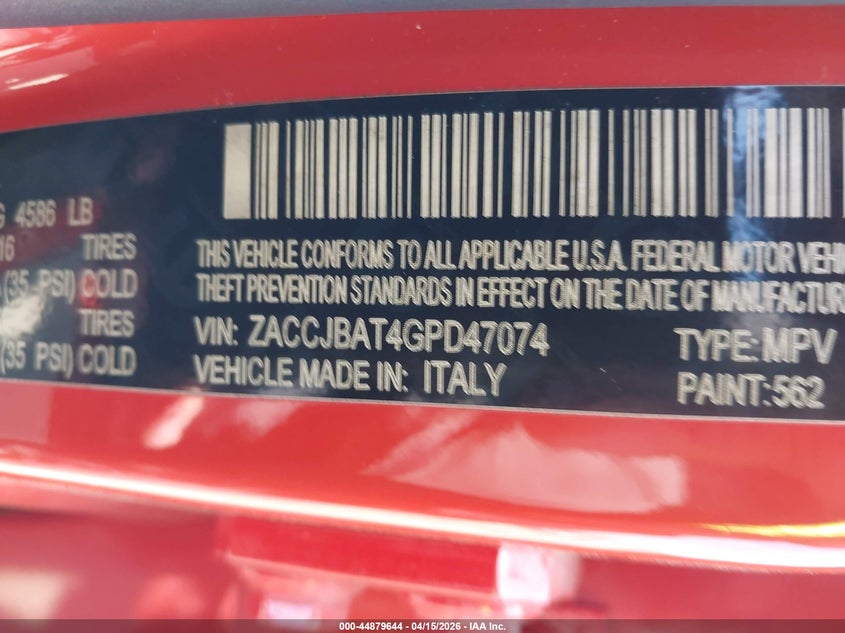 G 4586 LB
16 TIRES
(35 PSI) COLD
TIRES
(35 PSI) COLD
THIS VEHICLE CONFORMS TO ALL APPLICABLE U.S.A. FEDERAL MOTOR VEHI
THEFT PREVENTION STANDARDS IN EFFECT ON THE DATE OF MANUFACTUR
VIN: ZACCJBAT4GPD47074 TYPE: MPV
VEHICLE MADE IN: ITALY PAINT: 562
000-44879644 | 04/15/2026 | IAA Inc.